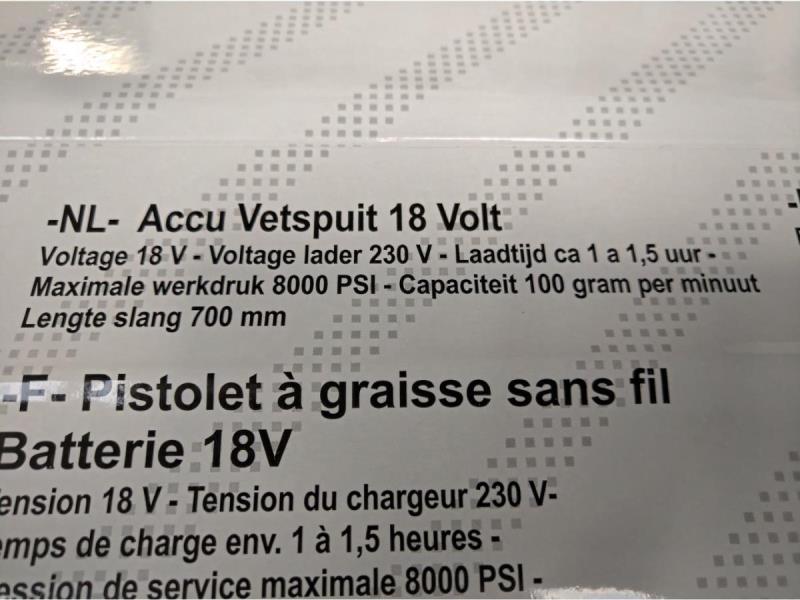 -NL- Accu Vetspuit 18 Volt
Voltage 18 V - Voltage lader 230 V - Laadtijd ca 1 a 1,5 uur -
Maximale werkdruk 8000 PSI - Capaciteit 100 gram per minuut
Lengte slang 700 mm
-F- Pistolet à graisse sans fil
Batterie 18V
ension 18 V - Tension du chargeur 230 V-
emps de charge env. 1 à 1,5 heures -
ession de service maximale 8000 PSI -